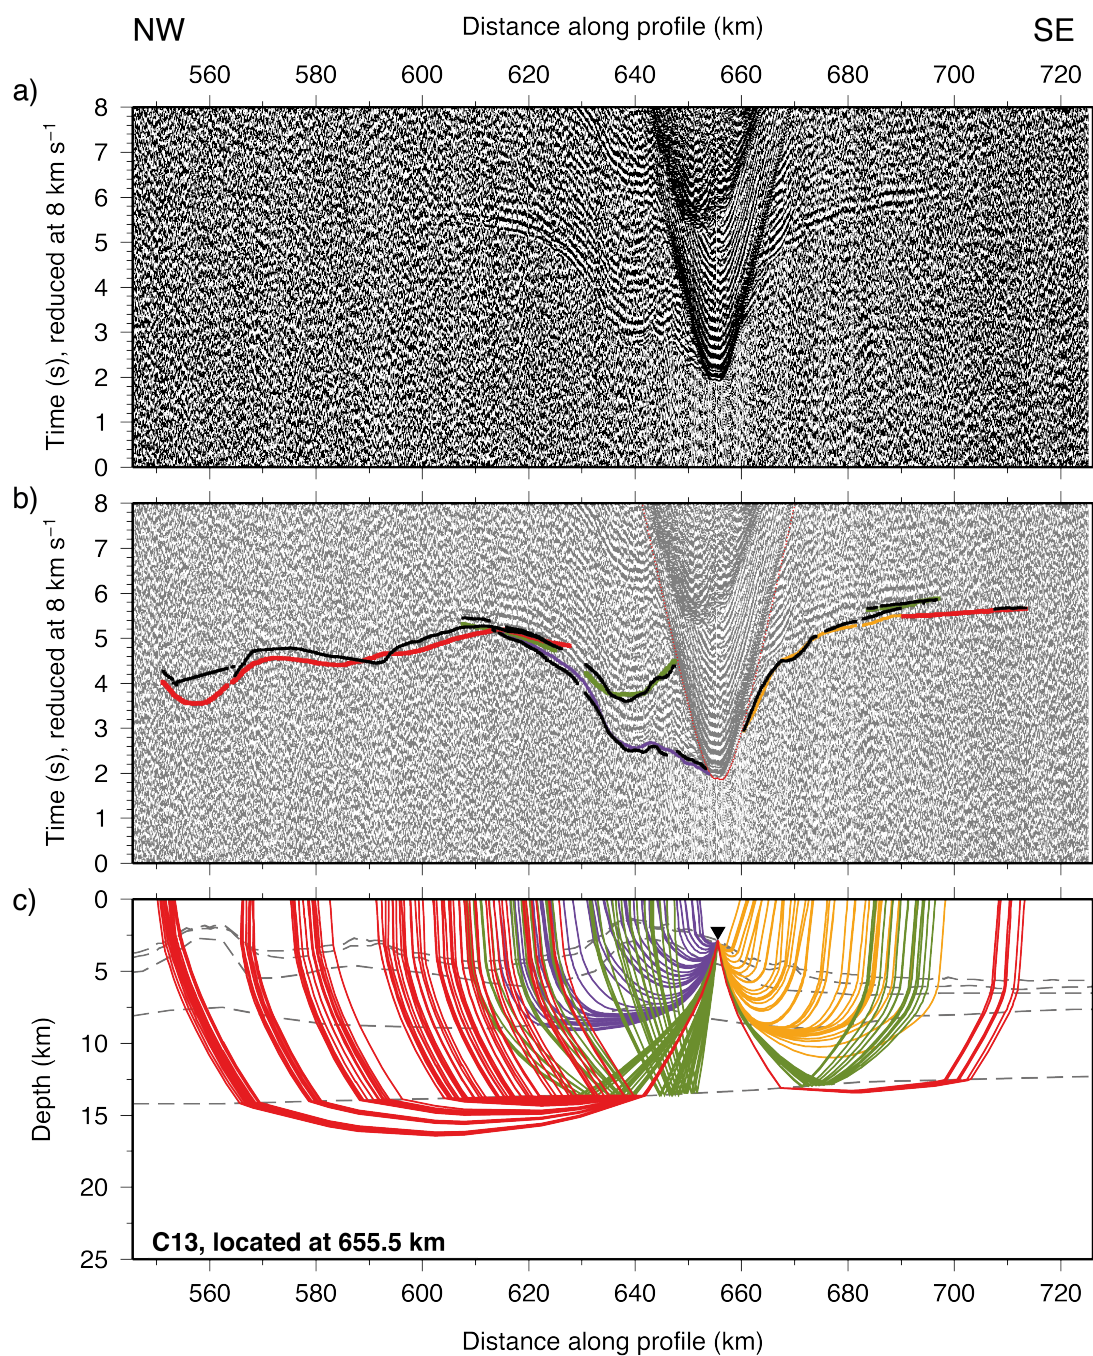 NW Distance along profile (km) SE
560 580 600 620 640 660 680 700 720
a)
8
7
6
5
4
3
2
1
0
Time (s), reduced at 8 km s⁻¹
b)
8
7
6
5
4
3
2
1
0
Time (s), reduced at 8 km s⁻¹
c)
0
5
10
15
20
25
Depth (km)
C13, located at 655.5 km
560 580 600 620 640 660 680 700 720
Distance along profile (km)